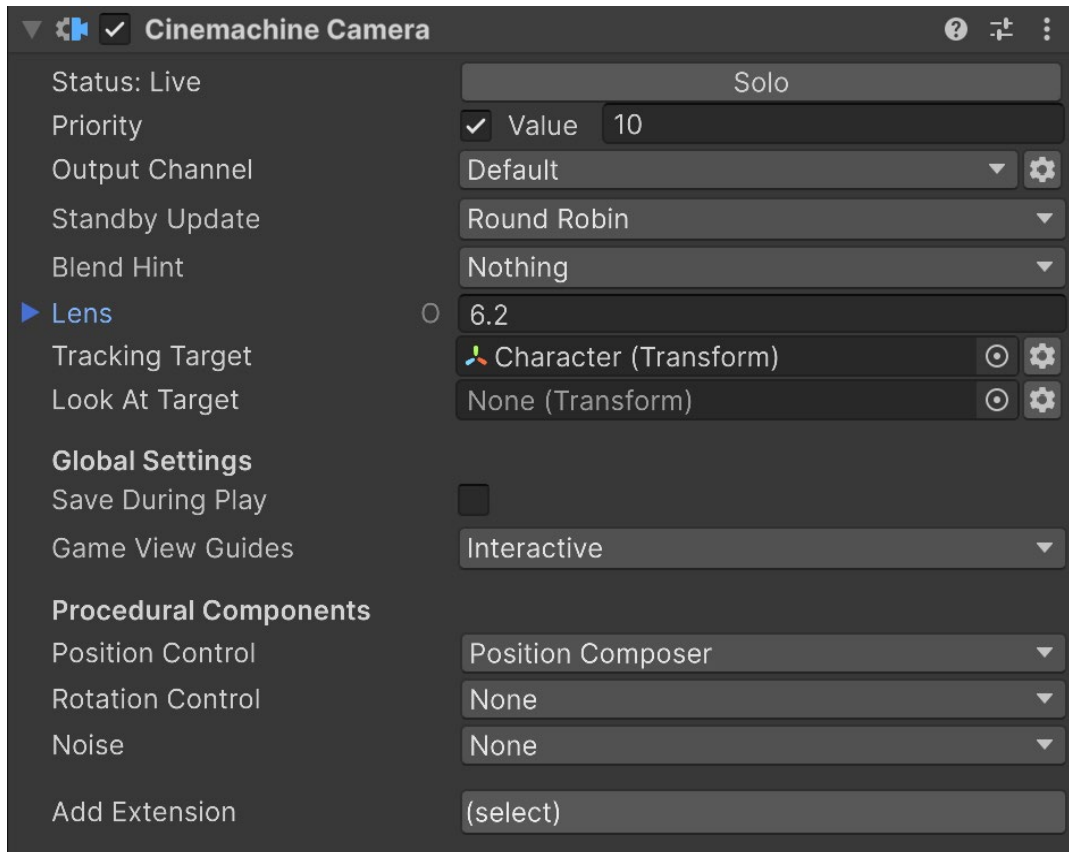 Cinemachine Camera
Status: Live Solo
Priority Value 10
Output Channel Default
Standby Update Round Robin
Blend Hint Nothing
Lens O 6.2
Tracking Target Character (Transform)
Look At Target None (Transform)
Global Settings
Save During Play
Game View Guides Interactive
Procedural Components
Position Control Position Composer
Rotation Control None
Noise None
Add Extension (select)